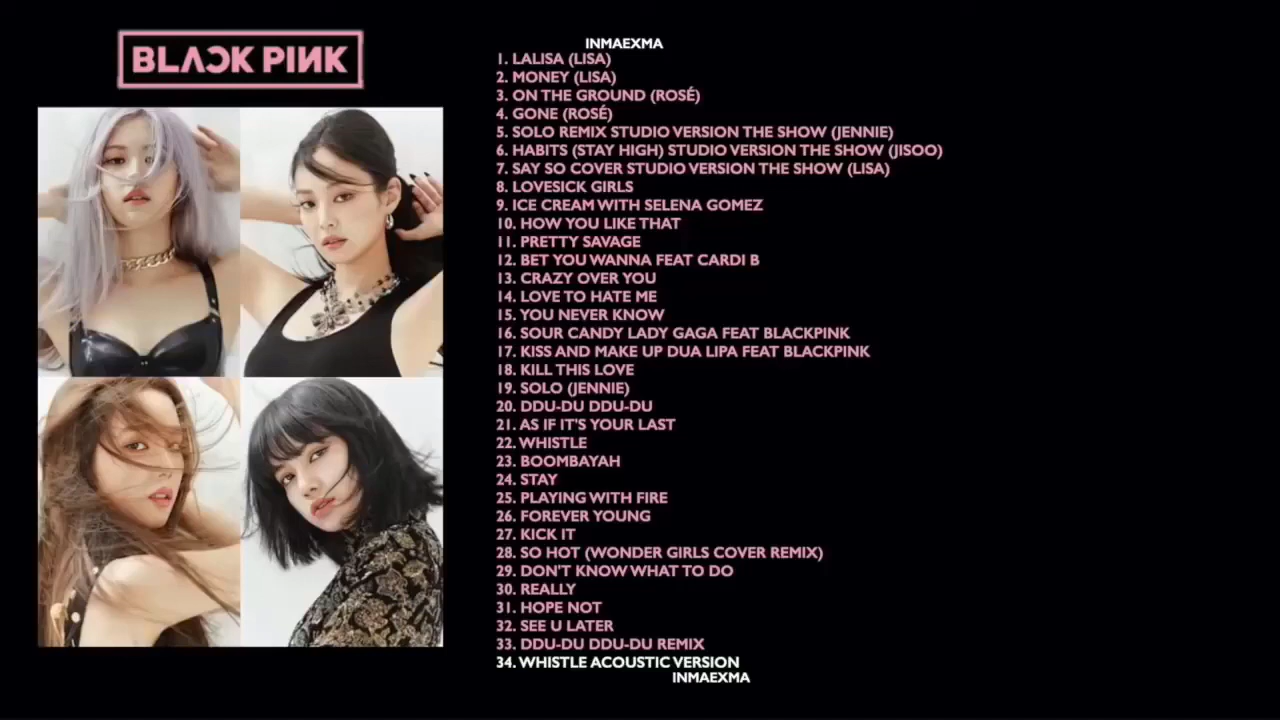 BLACKPINK
INMAEXMA
1. LALISA (LISA)
2. MONEY (LISA)
3. ON THE GROUND (ROSÉ)
4. GONE (ROSÉ)
5. SOLO REMIX STUDIO VERSION THE SHOW (JENNIE)
6. HABITS (STAY HIGH) STUDIO VERSION THE SHOW (JISOO)
7. SAY SO COVER STUDIO VERSION THE SHOW (LISA)
8. LOVESICK GIRLS
9. ICE CREAM WITH SELENA GOMEZ
10. HOW YOU LIKE THAT
11. PRETTY SAVAGE
12. BET YOU WANNA FEAT CARDI B
13. CRAZY OVER YOU
14. LOVE TO HATE ME
15. YOU NEVER KNOW
16. SOUR CANDY LADY GAGA FEAT BLACKPINK
17. KISS AND MAKE UP DUA LIPA FEAT BLACKPINK
18. KILL THIS LOVE
19. SOLO (JENNIE)
20. DDU-DU DDU-DU
21. AS IF IT'S YOUR LAST
22. WHISTLE
23. BOOMBAYAH
24. STAY
25. PLAYING WITH FIRE
26. FOREVER YOUNG
27. KICK IT
28. SO HOT (WONDER GIRLS COVER REMIX)
29. DON'T KNOW WHAT TO DO
30. REALLY
31. HOPE NOT
32. SEE U LATER
33. DDU-DU DDU-DU REMIX
34. WHISTLE ACOUSTIC VERSION
INMAEXMA